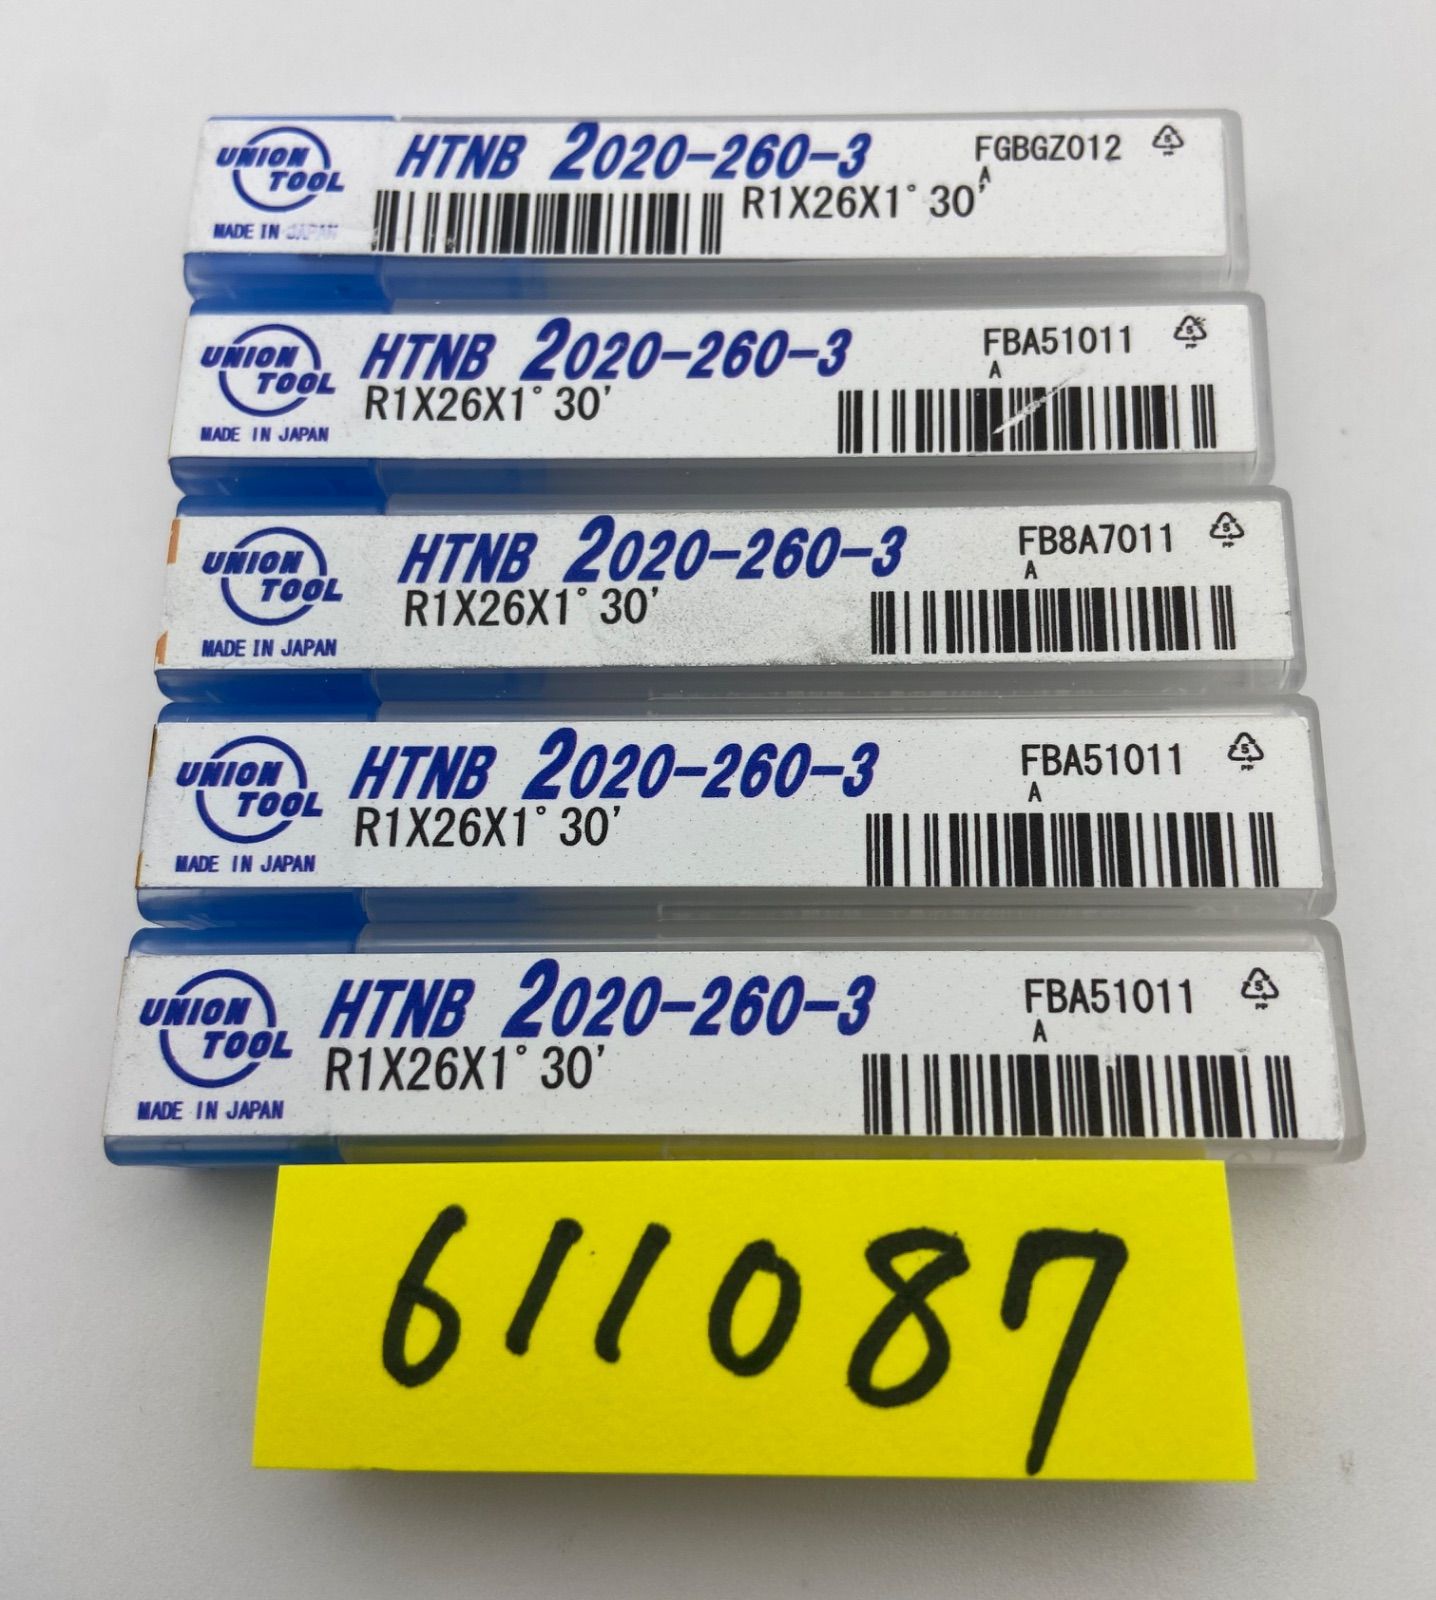 UNION TOOL
HTNB 2020-260-3
FGBGZ012
A
R1X26X1°30'
MADE IN JAPAN
UNION TOOL
HTNB 2020-260-3
FBA51011
A
R1X26X1°30'
MADE IN JAPAN
UNION TOOL
HTNB 2020-260-3
FB8A7011
A
R1X26X1°30'
MADE IN JAPAN
UNION TOOL
HTNB 2020-260-3
FBA51011
A
R1X26X1°30'
MADE IN JAPAN
UNION TOOL
HTNB 2020-260-3
FBA51011
A
R1X26X1°30'
MADE IN JAPAN
611087